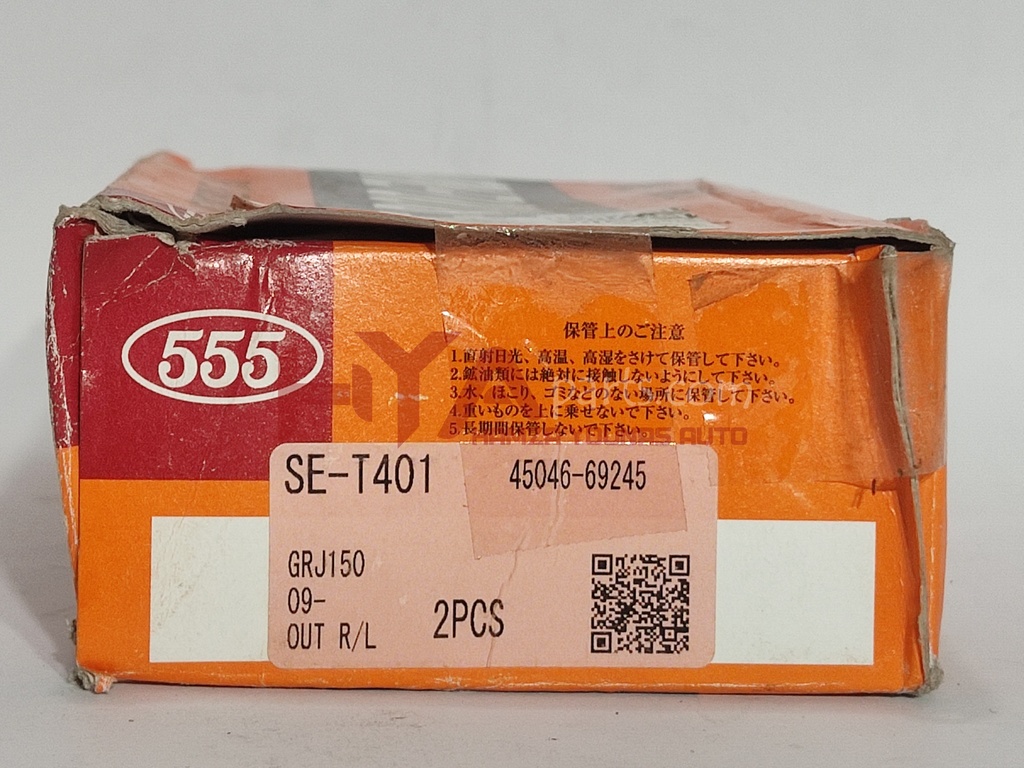 555
保管上のご注意
1.直射日光、高温、高湿をさけて保管して下さい。
2.鉱油類には絶対に接触しないようにして下さい。
3.水、ほこり、ゴミなどのない場所に保管して下さい。
4.重いものを上に乗せないで下さい。
5.長期間保管しないで下さい。
AUTO
SE-T401 45046-69245
GRJ150
09-
OUT R/L
2PCS